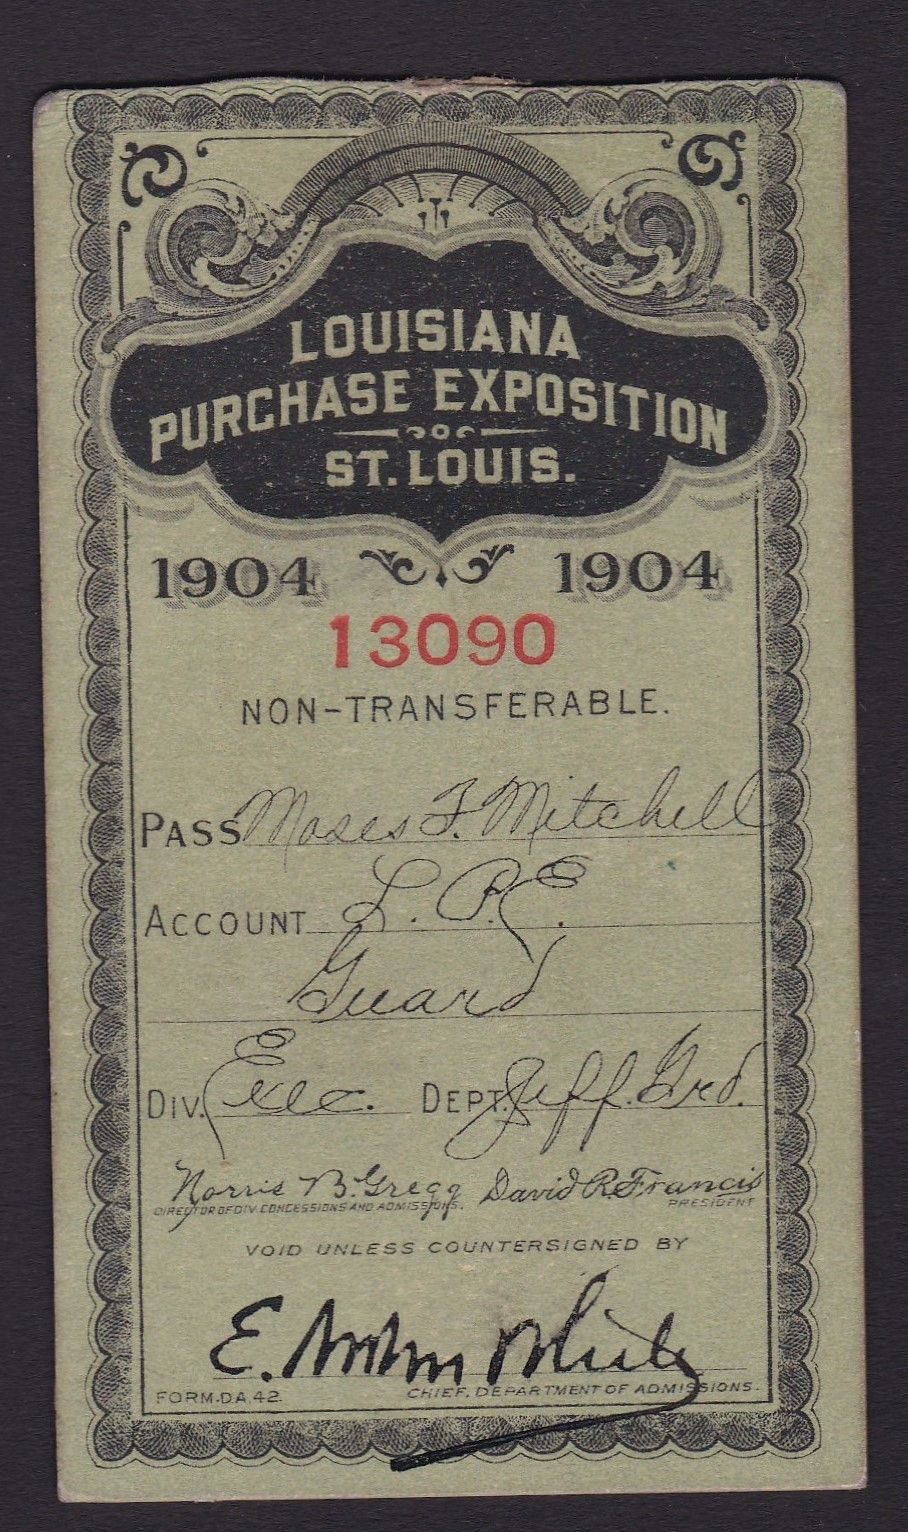 LOUISIANA
PURCHASE EXPOSITION
ST. LOUIS.
1904 1904
13090
NON-TRANSFERABLE.
PASS Moses F. Mitchell
ACCOUNT L. P. E.
Guard
DIV. Exec. DEPT. Jeff. Grd.
Norris B. Gregg David R. Francis
DIRECTOR OF DIV. CONCESSIONS AND ADMISSIONS. PRESIDENT
VOID UNLESS COUNTERSIGNED BY
E. White
FORM.D.A.42. CHIEF, DEPARTMENT OF ADMISSIONS.